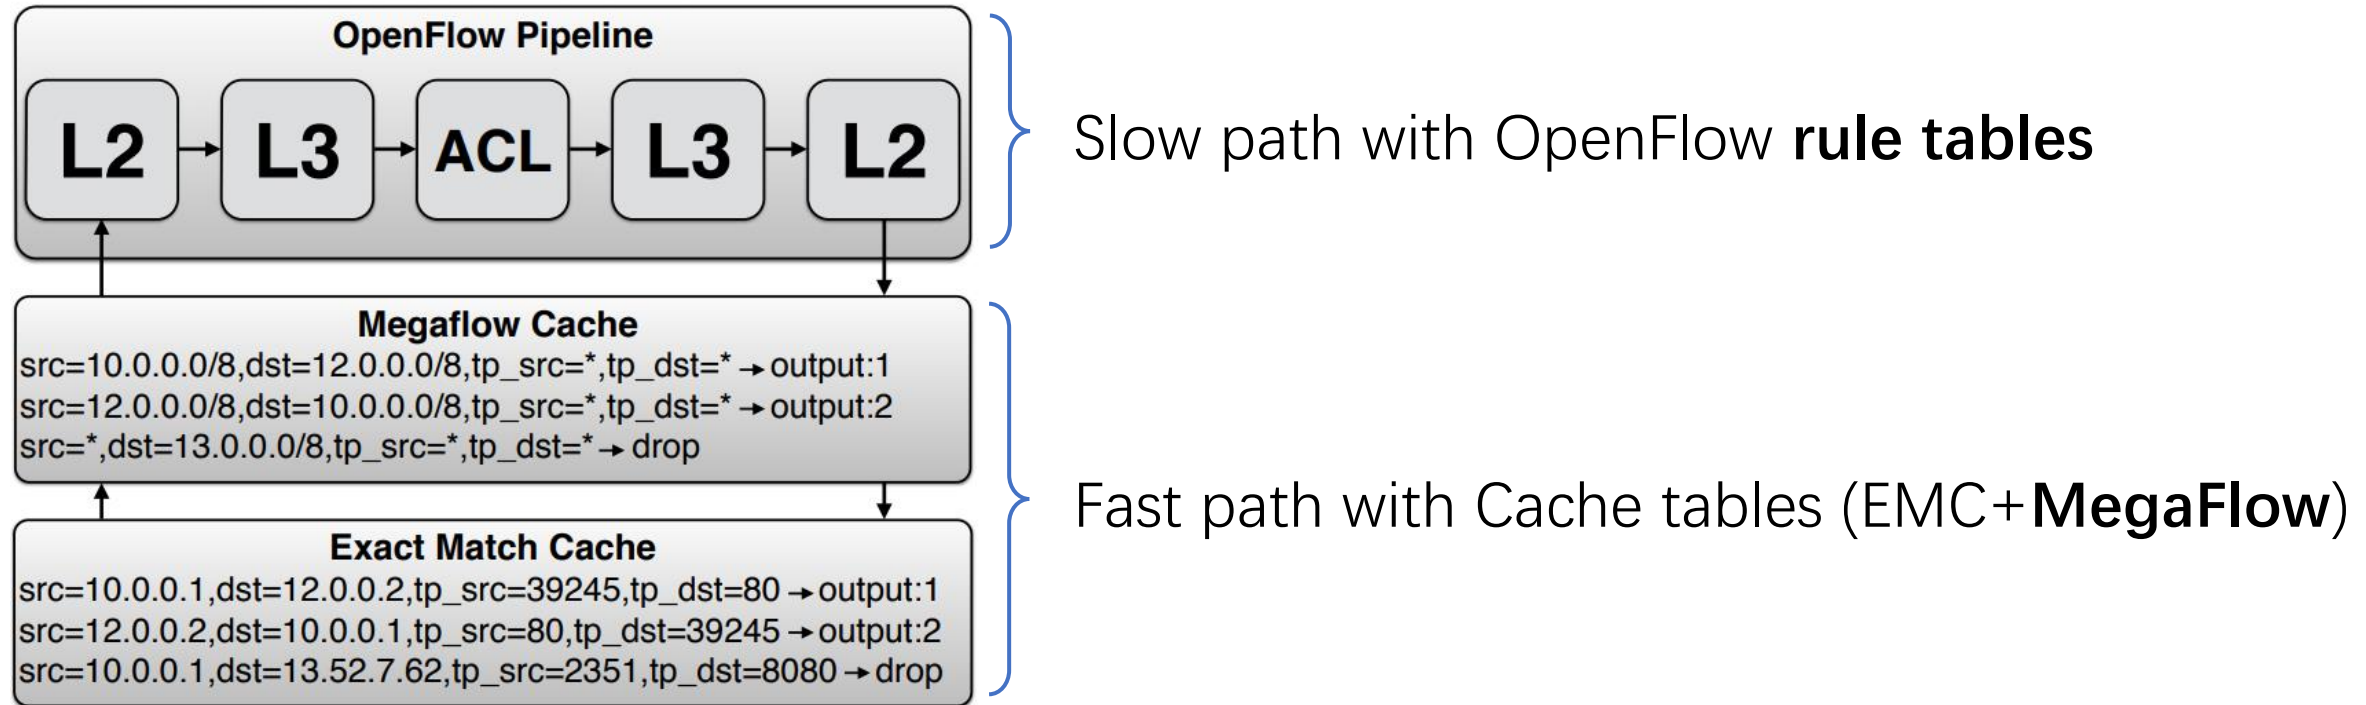 OpenFlow Pipeline
L2 → L3 → ACL → L3 → L2
Slow path with OpenFlow rule tables
Megaflow Cache
src=10.0.0.0/8,dst=12.0.0.0/8,tp_src=*,tp_dst=* → output:1
src=12.0.0.0/8,dst=10.0.0.0/8,tp_src=*,tp_dst=* → output:2
src=*,dst=13.0.0.0/8,tp_src=*,tp_dst=* → drop
Fast path with Cache tables (EMC+MegaFlow)
Exact Match Cache
src=10.0.0.1,dst=12.0.0.2,tp_src=39245,tp_dst=80 → output:1
src=12.0.0.2,dst=10.0.0.1,tp_src=80,tp_dst=39245 → output:2
src=10.0.0.1,dst=13.52.7.62,tp_src=2351,tp_dst=8080 → drop